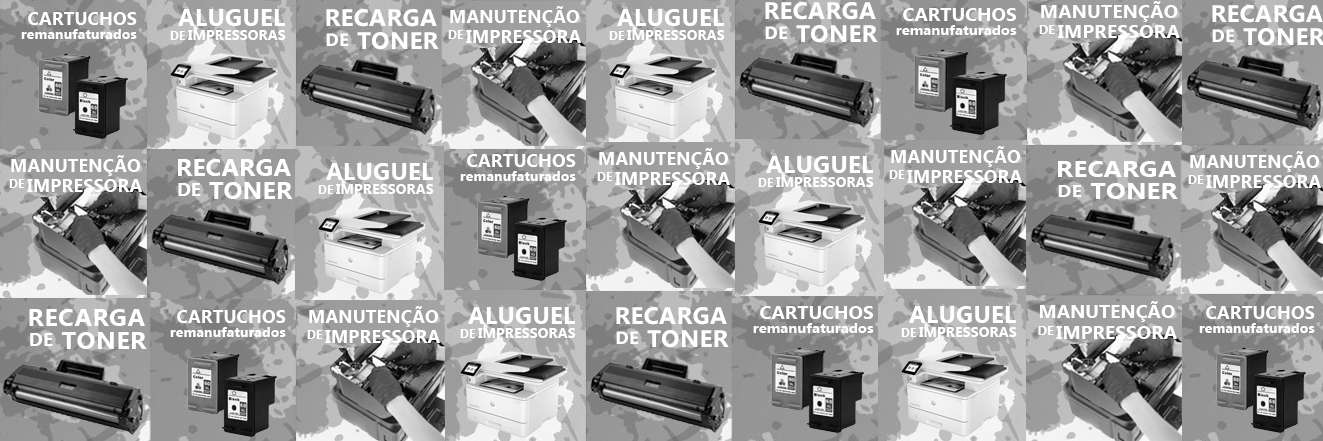 CARTUCHOS
remanufaturados
ALUGUEL
DE IMPRESSORAS
RECARGA
DE TONER
MANUTENÇÃO
DE IMPRESSORA
ALUGUEL
DE IMPRESSORAS
RECARGA
DE TONER
CARTUCHOS
remanufaturados
MANUTENÇÃO
DE IMPRESSORA
RECARGA
DE TONER
MANUTENÇÃO
DE IMPRESSORA
RECARGA
DE TONER
ALUGUEL
DE IMPRESSORAS
CARTUCHOS
remanufaturados
MANUTENÇÃO
DE IMPRESSORA
ALUGUEL
DE IMPRESSORAS
MANUTENÇÃO
DE IMPRESSORA
RECARGA
DE TONER
MANUTENÇÃO
DE IMPRESSORA
RECARGA
DE TONER
CARTUCHOS
remanufaturados
MANUTENÇÃO
DE IMPRESSORA
ALUGUEL
DE IMPRESSORAS
RECARGA
DE TONER
CARTUCHOS
remanufaturados
ALUGUEL
DE IMPRESSORAS
MANUTENÇÃO
DE IMPRESSORA
CARTUCHOS
remanufaturados